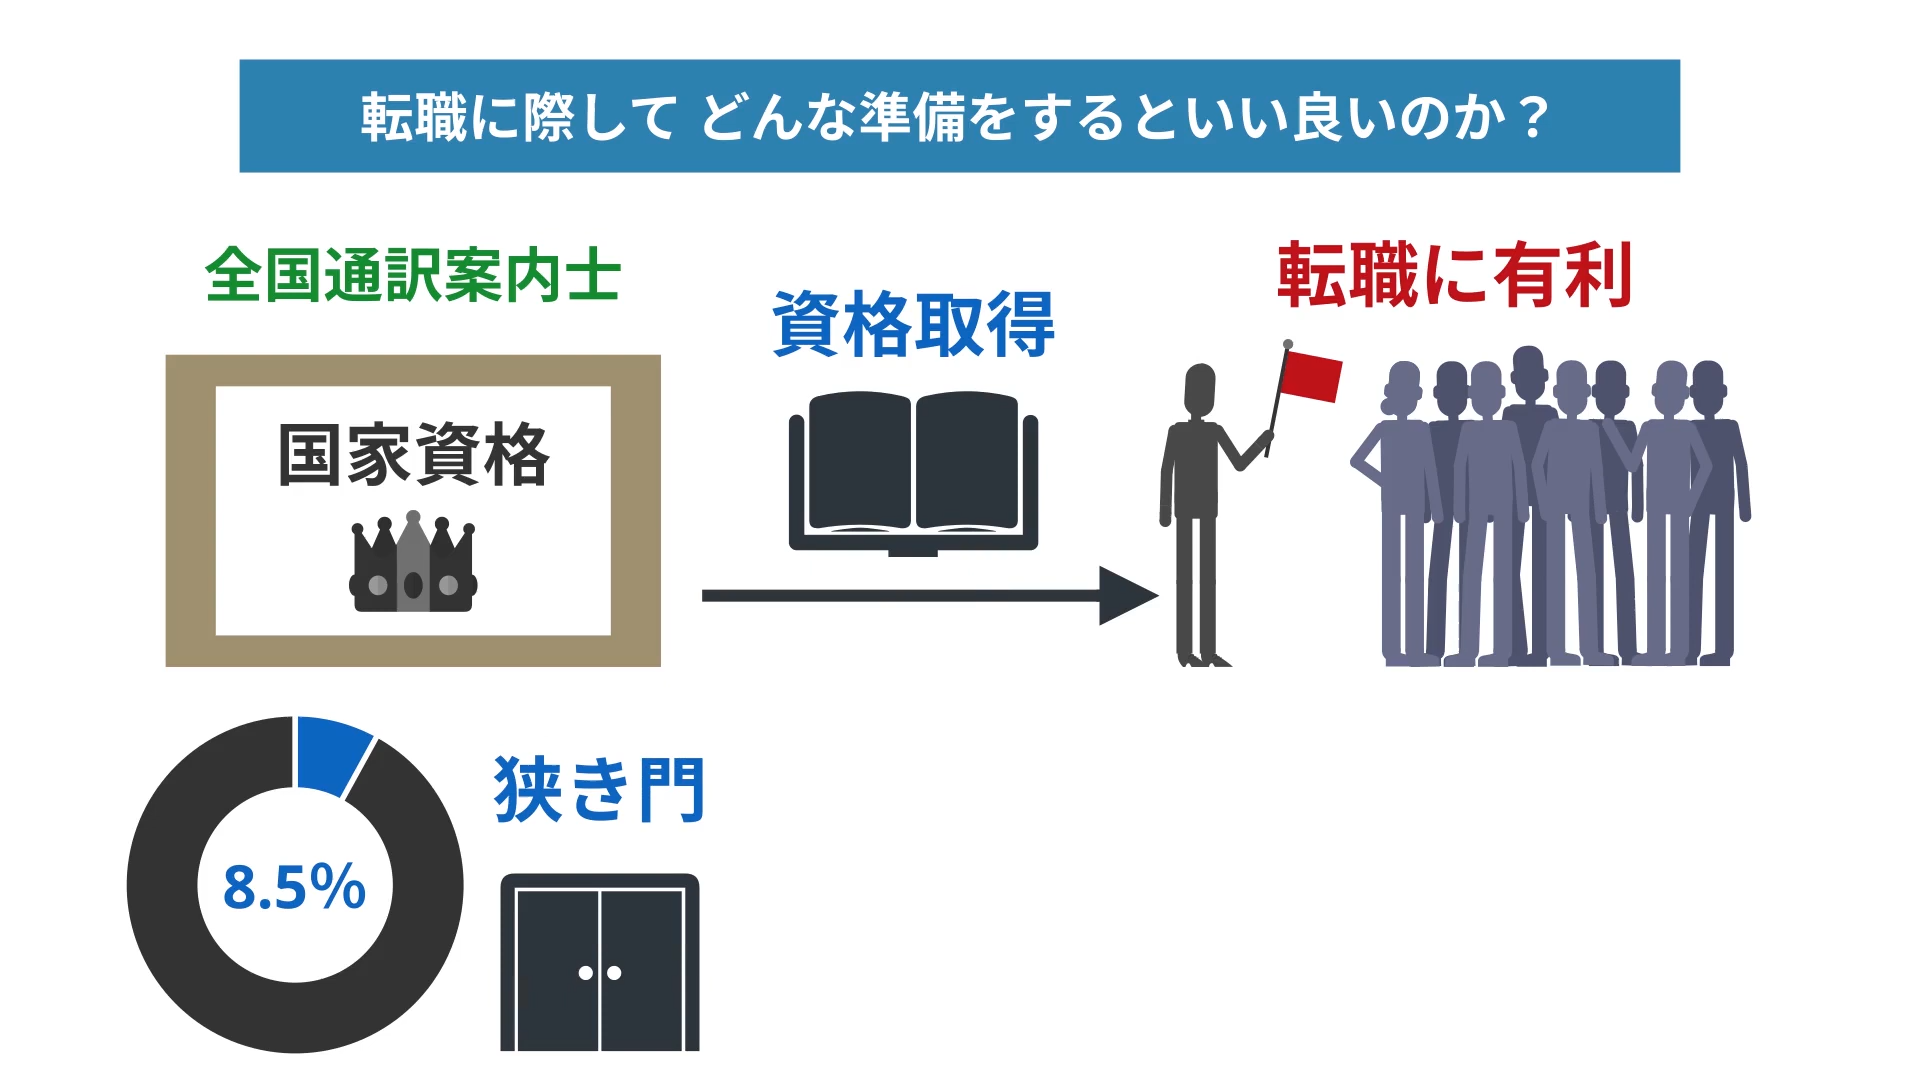 転職に際して どんな準備をするといい良いのか？
全国通訳案内士
国家資格
資格取得
転職に有利
8.5%
狭き門